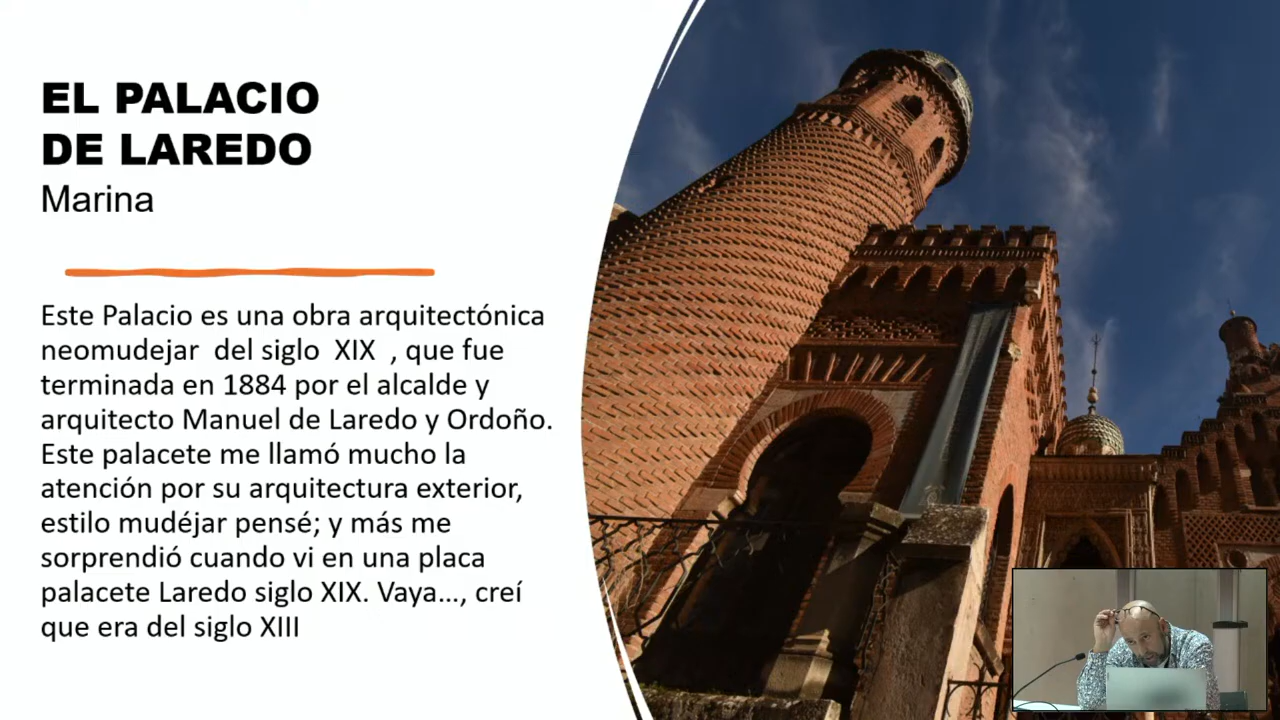 EL PALACIO
DE LAREDO
Marina
Este Palacio es una obra arquitectónica
neomudejar del siglo XIX , que fue
terminada en 1884 por el alcalde y
arquitecto Manuel de Laredo y Ordoño.
Este palacete me llamó mucho la
atención por su arquitectura exterior,
estilo mudéjar pensé; y más me
sorprendió cuando vi en una placa
palacete Laredo siglo XIX. Vaya…, creí
que era del siglo XIII